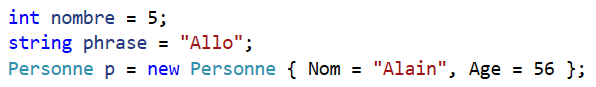 int nombre = 5;
string phrase = "Allo";
Personne p = new Personne { Nom = "Alain", Age = 56 };